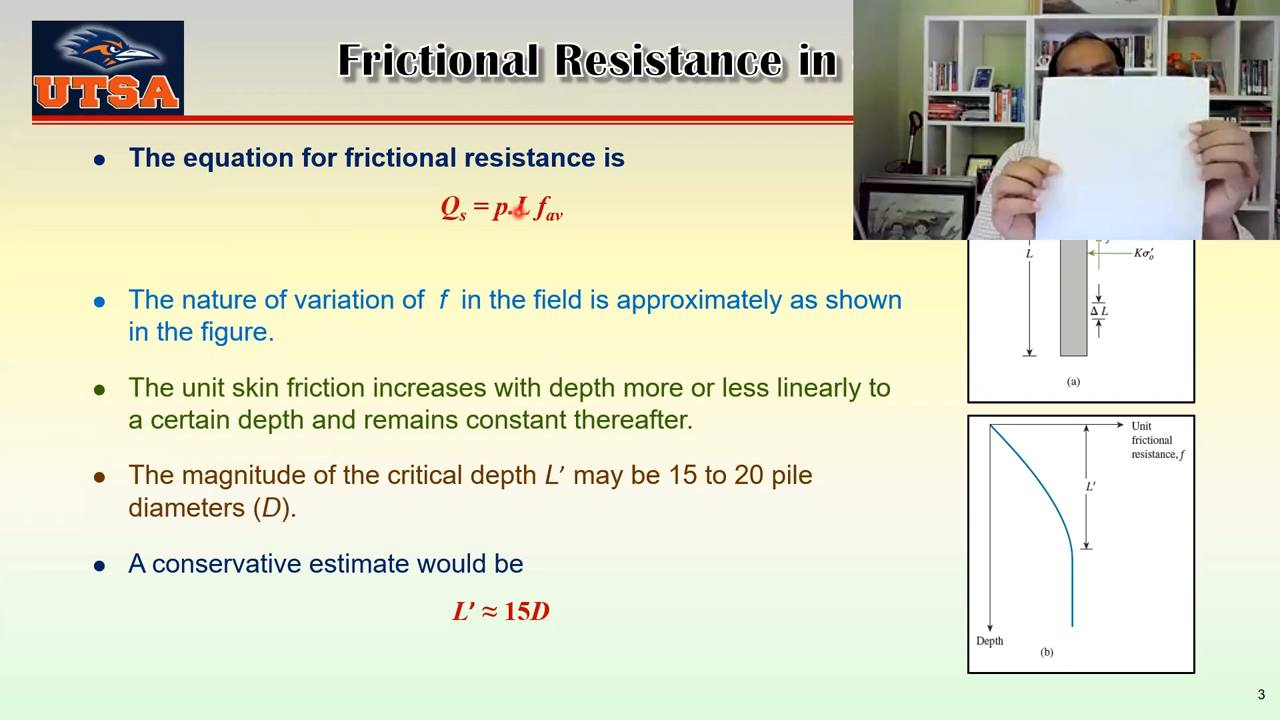 UTSA
Frictional Resistance in
● The equation for frictional resistance is
Qs = p.L fav
● The nature of variation of f in the field is approximately as shown
in the figure.
● The unit skin friction increases with depth more or less linearly to
a certain depth and remains constant thereafter.
● The magnitude of the critical depth L′ may be 15 to 20 pile
diameters (D).
● A conservative estimate would be
L′ ≈ 15D
L
Kσ′o
Δ L
(a)
Unit
frictional
resistance, f
L′
Depth
(b)
3